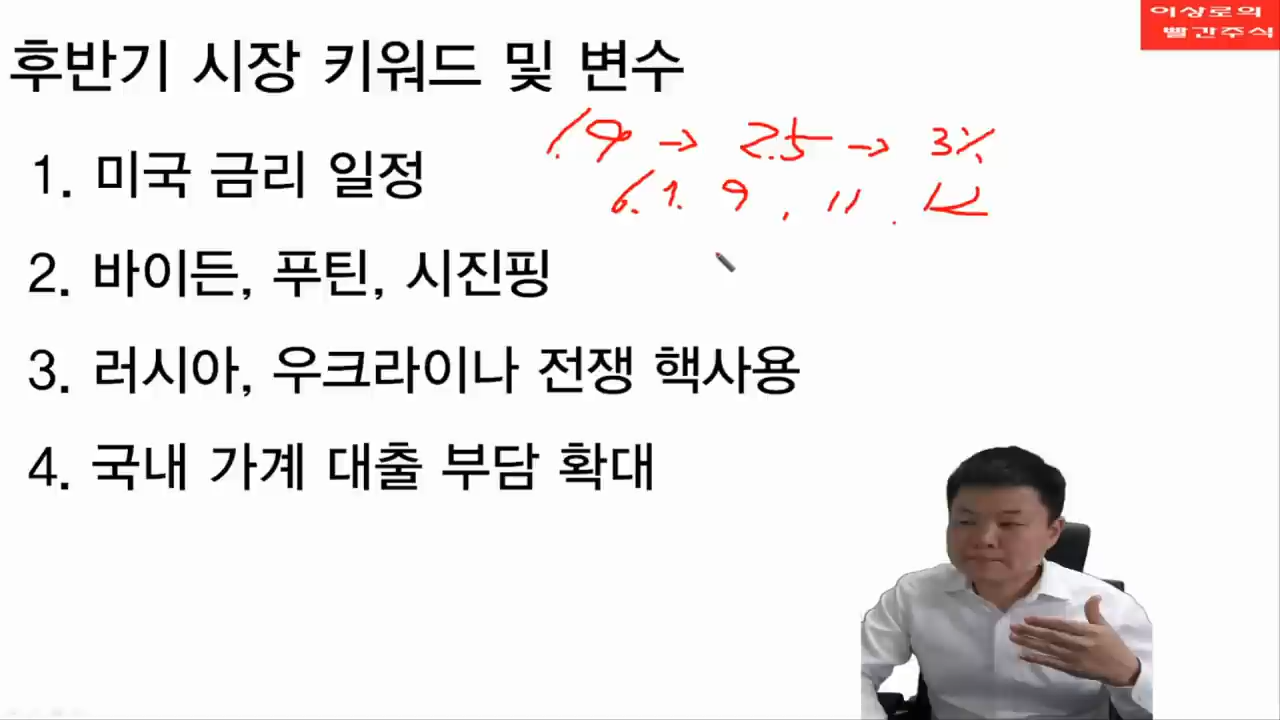 이상로의
빨간주식
후반기 시장 키워드 및 변수
1.9 → 2.5 → 3%
1. 미국 금리 일정
6. 7. 9, 11. 12
2. 바이든, 푸틴, 시진핑
3. 러시아, 우크라이나 전쟁 핵사용
4. 국내 가계 대출 부담 확대